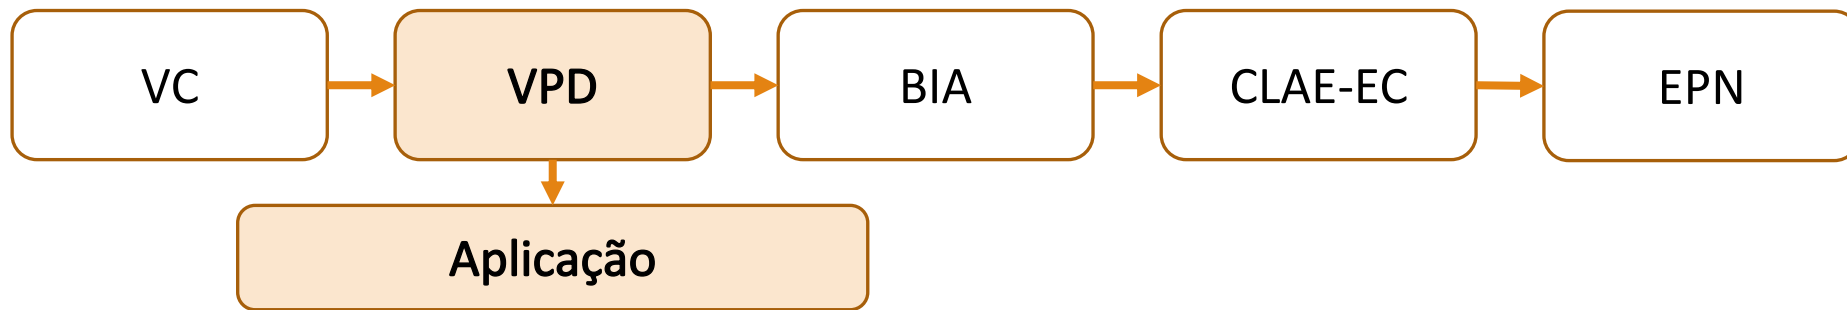 VC
VPD
BIA
CLAE-EC
EPN
Aplicação